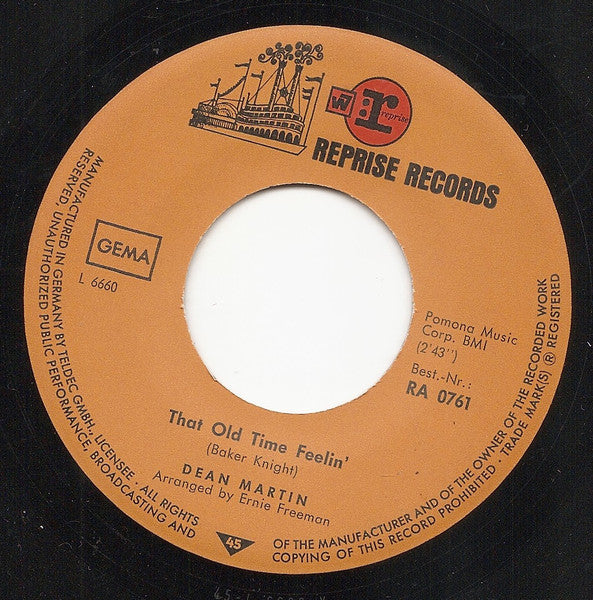 W
r
reprise
REPRISE RECORDS
GEMA
L 6660
Pomona Music
Corp. BMI
(2'43")
Best.-Nr.:
RA 0761
That Old Time Feelin'
(Baker Knight)
DEAN MARTIN
Arranged by Ernie Freeman
45
MANUFACTURED IN GERMANY BY TELDEC GMBH., LICENSEE · ALL RIGHTS
RESERVED, UNAUTHORIZED PUBLIC PERFORMANCE, BROADCASTING AND
COPYING OF THIS RECORD PROHIBITED · TRADE MARK(S) ® REGISTERED
OF THE MANUFACTURER AND OF THE OWNER OF THE RECORDED WORK